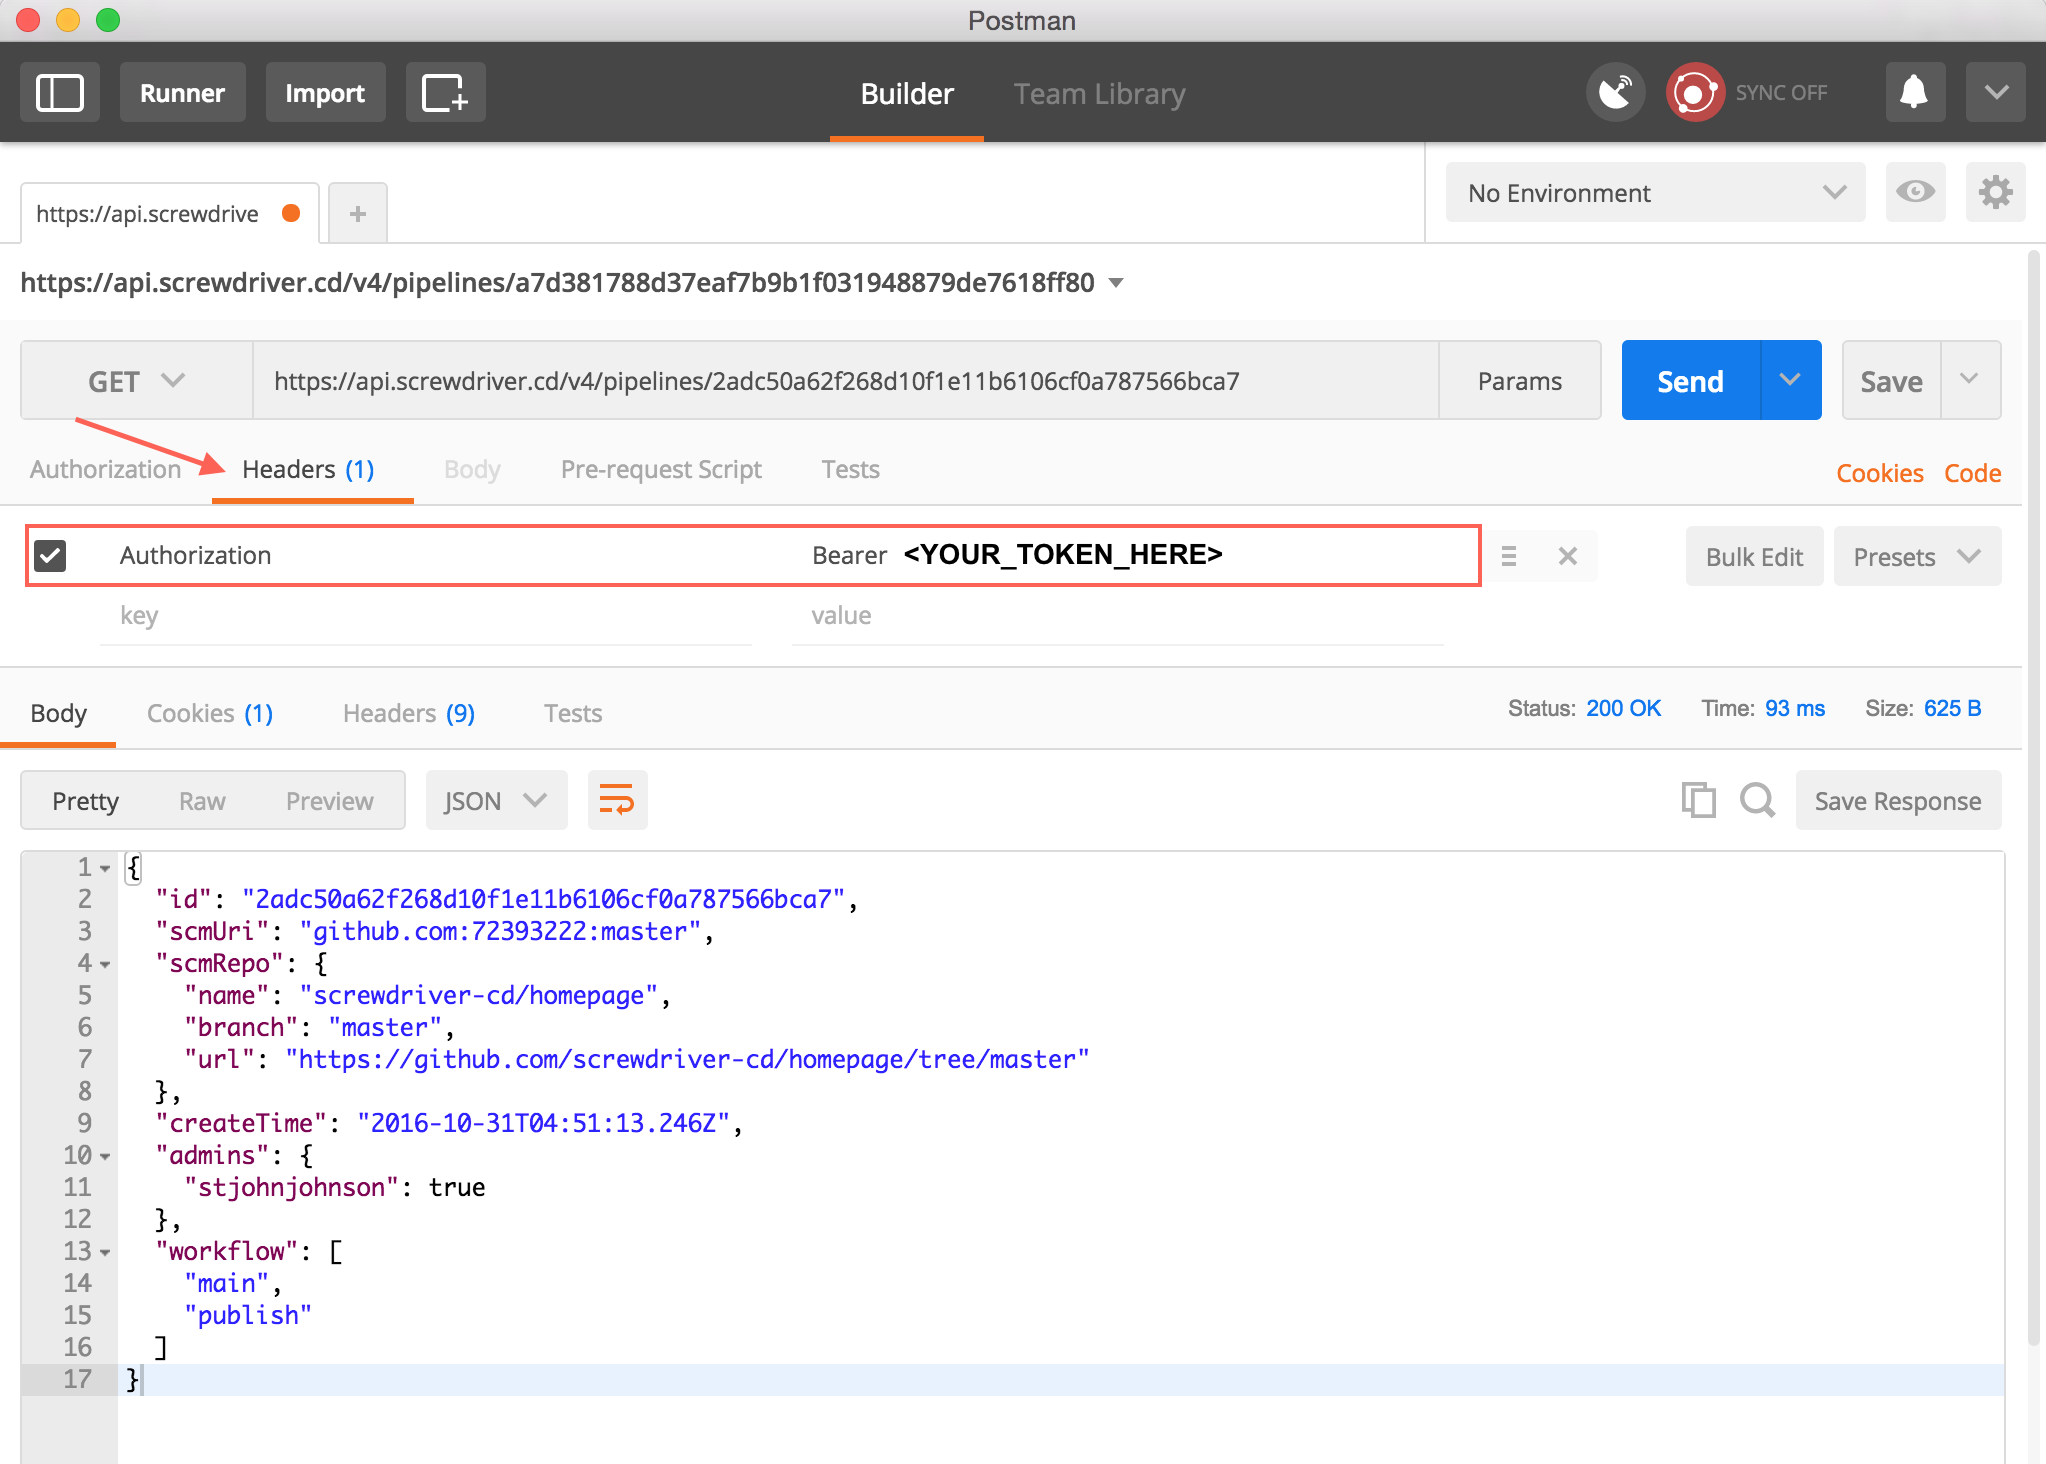 Postman
Runner
Import
Builder
Team Library
SYNC OFF
https://api.screwdrive
+
No Environment
https://api.screwdriver.cd/v4/pipelines/a7d381788d37eaf7b9b1f031948879de7618ff80
GET
https://api.screwdriver.cd/v4/pipelines/2adc50a62f268d10f1e11b6106cf0a787566bca7
Params
Send
Save
Authorization
Headers (1)
Body
Pre-request Script
Tests
Cookies
Code
Authorization
Bearer <YOUR_TOKEN_HERE>
Bulk Edit
Presets
key
value
Body
Cookies (1)
Headers (9)
Tests
Status: 200 OK
Time: 93 ms
Size: 625 B
Pretty
Raw
Preview
JSON
Save Response
1 {
2 "id": "2adc50a62f268d10f1e11b6106cf0a787566bca7",
3 "scmUri": "github.com:72393222:master",
4 "scmRepo": {
5 "name": "screwdriver-cd/homepage",
6 "branch": "master",
7 "url": "https://github.com/screwdriver-cd/homepage/tree/master"
8 },
9 "createTime": "2016-10-31T04:51:13.246Z",
10 "admins": {
11 "stjohnjohnson": true
12 },
13 "workflow": [
14 "main",
15 "publish"
16 ]
17 }